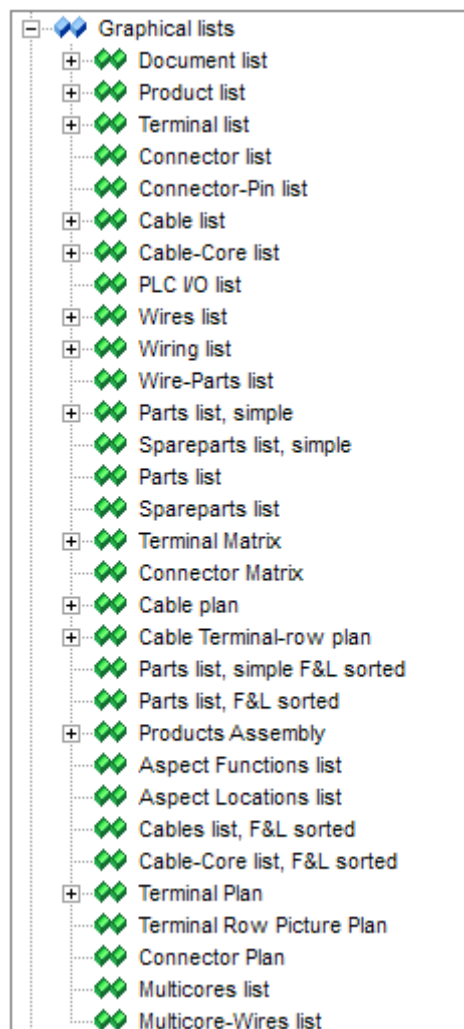 Graphical lists
Document list
Product list
Terminal list
Connector list
Connector-Pin list
Cable list
Cable-Core list
PLC I/O list
Wires list
Wiring list
Wire-Parts list
Parts list, simple
Spareparts list, simple
Parts list
Spareparts list
Terminal Matrix
Connector Matrix
Cable plan
Cable Terminal-row plan
Parts list, simple F&L sorted
Parts list, F&L sorted
Products Assembly
Aspect Functions list
Aspect Locations list
Cables list, F&L sorted
Cable-Core list, F&L sorted
Terminal Plan
Terminal Row Picture Plan
Connector Plan
Multicores list
Multicore-Wires list